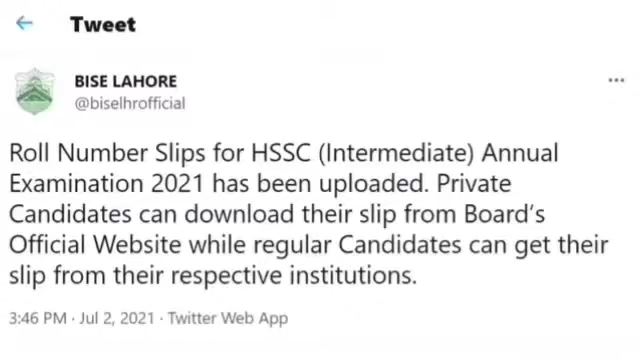 Tweet
BISE LAHORE
@biselhrofficial
Roll Number Slips for HSSC (Intermediate) Annual
Examination 2021 has been uploaded. Private
Candidates can download their slip from Board's
Official Website while regular Candidates can get their
slip from their respective institutions.
3:46 PM · Jul 2, 2021 · Twitter Web App